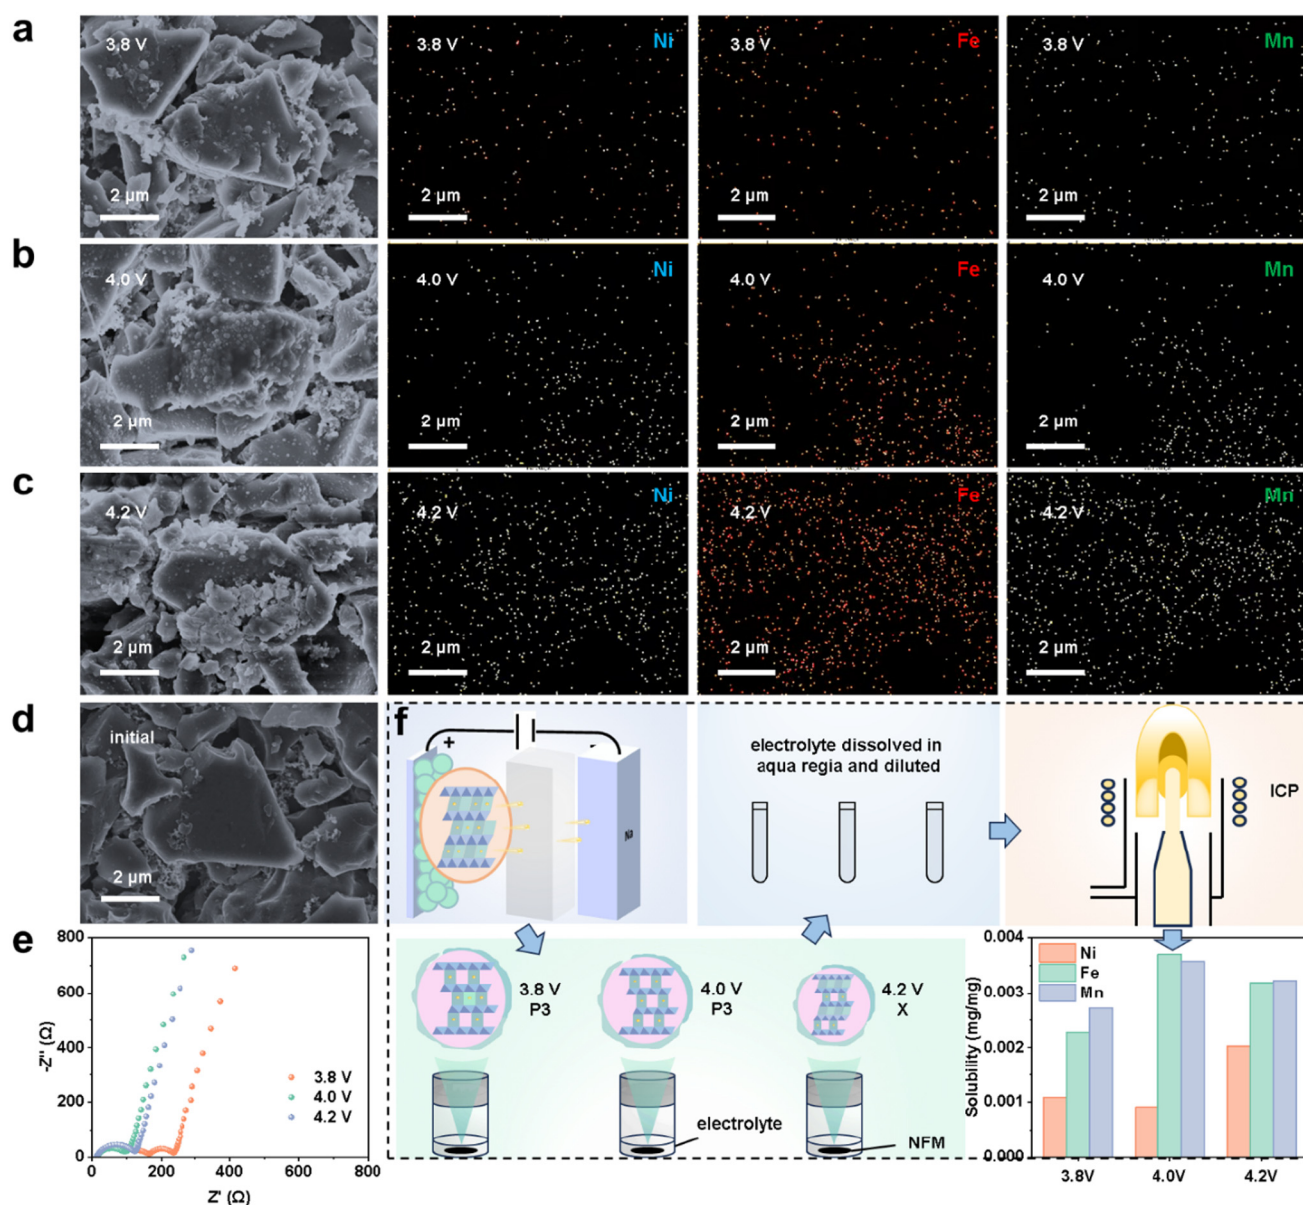 a
3.8 V
3.8 V
Ni
3.8 V
Fe
3.8 V
Mn
2 µm
2 µm
2 µm
2 µm
b
4.0 V
4.0 V
Ni
4.0 V
Fe
4.0 V
Mn
2 µm
2 µm
2 µm
2 µm
c
4.2 V
4.2 V
Ni
4.2 V
Fe
4.2 V
Mn
2 µm
2 µm
2 µm
2 µm
d
initial
2 µm
e
800
600
400
200
0
-Z'' (Ω)
3.8 V
4.0 V
4.2 V
0
200
400
600
800
Z' (Ω)
f
+
-
Na
electrolyte dissolved in
aqua regia and diluted
ICP
3.8 V
P3
4.0 V
P3
4.2 V
X
electrolyte
NFM
0.004
0.003
0.002
0.001
0.000
Solubility (mg/mg)
Ni
Fe
Mn
3.8V
4.0V
4.2V